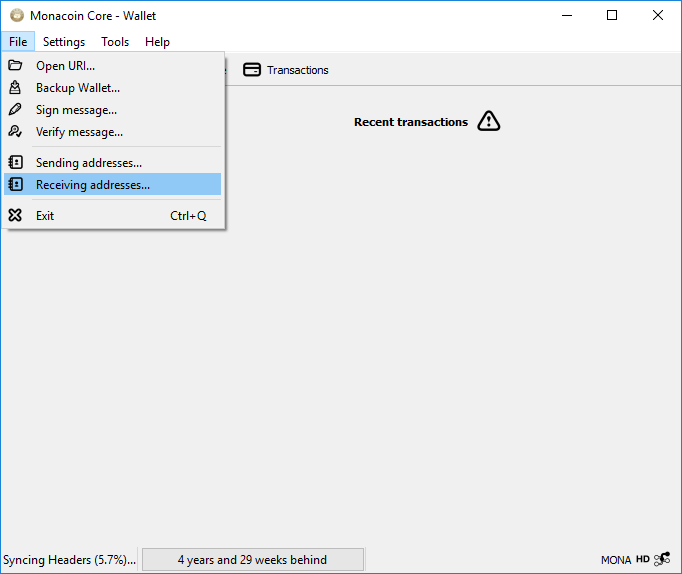 Monacoin Core - Wallet
File Settings Tools Help
Open URI...
Transactions
Backup Wallet...
Sign message...
Recent transactions
Verify message...
Sending addresses...
Receiving addresses...
Exit Ctrl+Q
Syncing Headers (5.7%)... 4 years and 29 weeks behind MONA HD